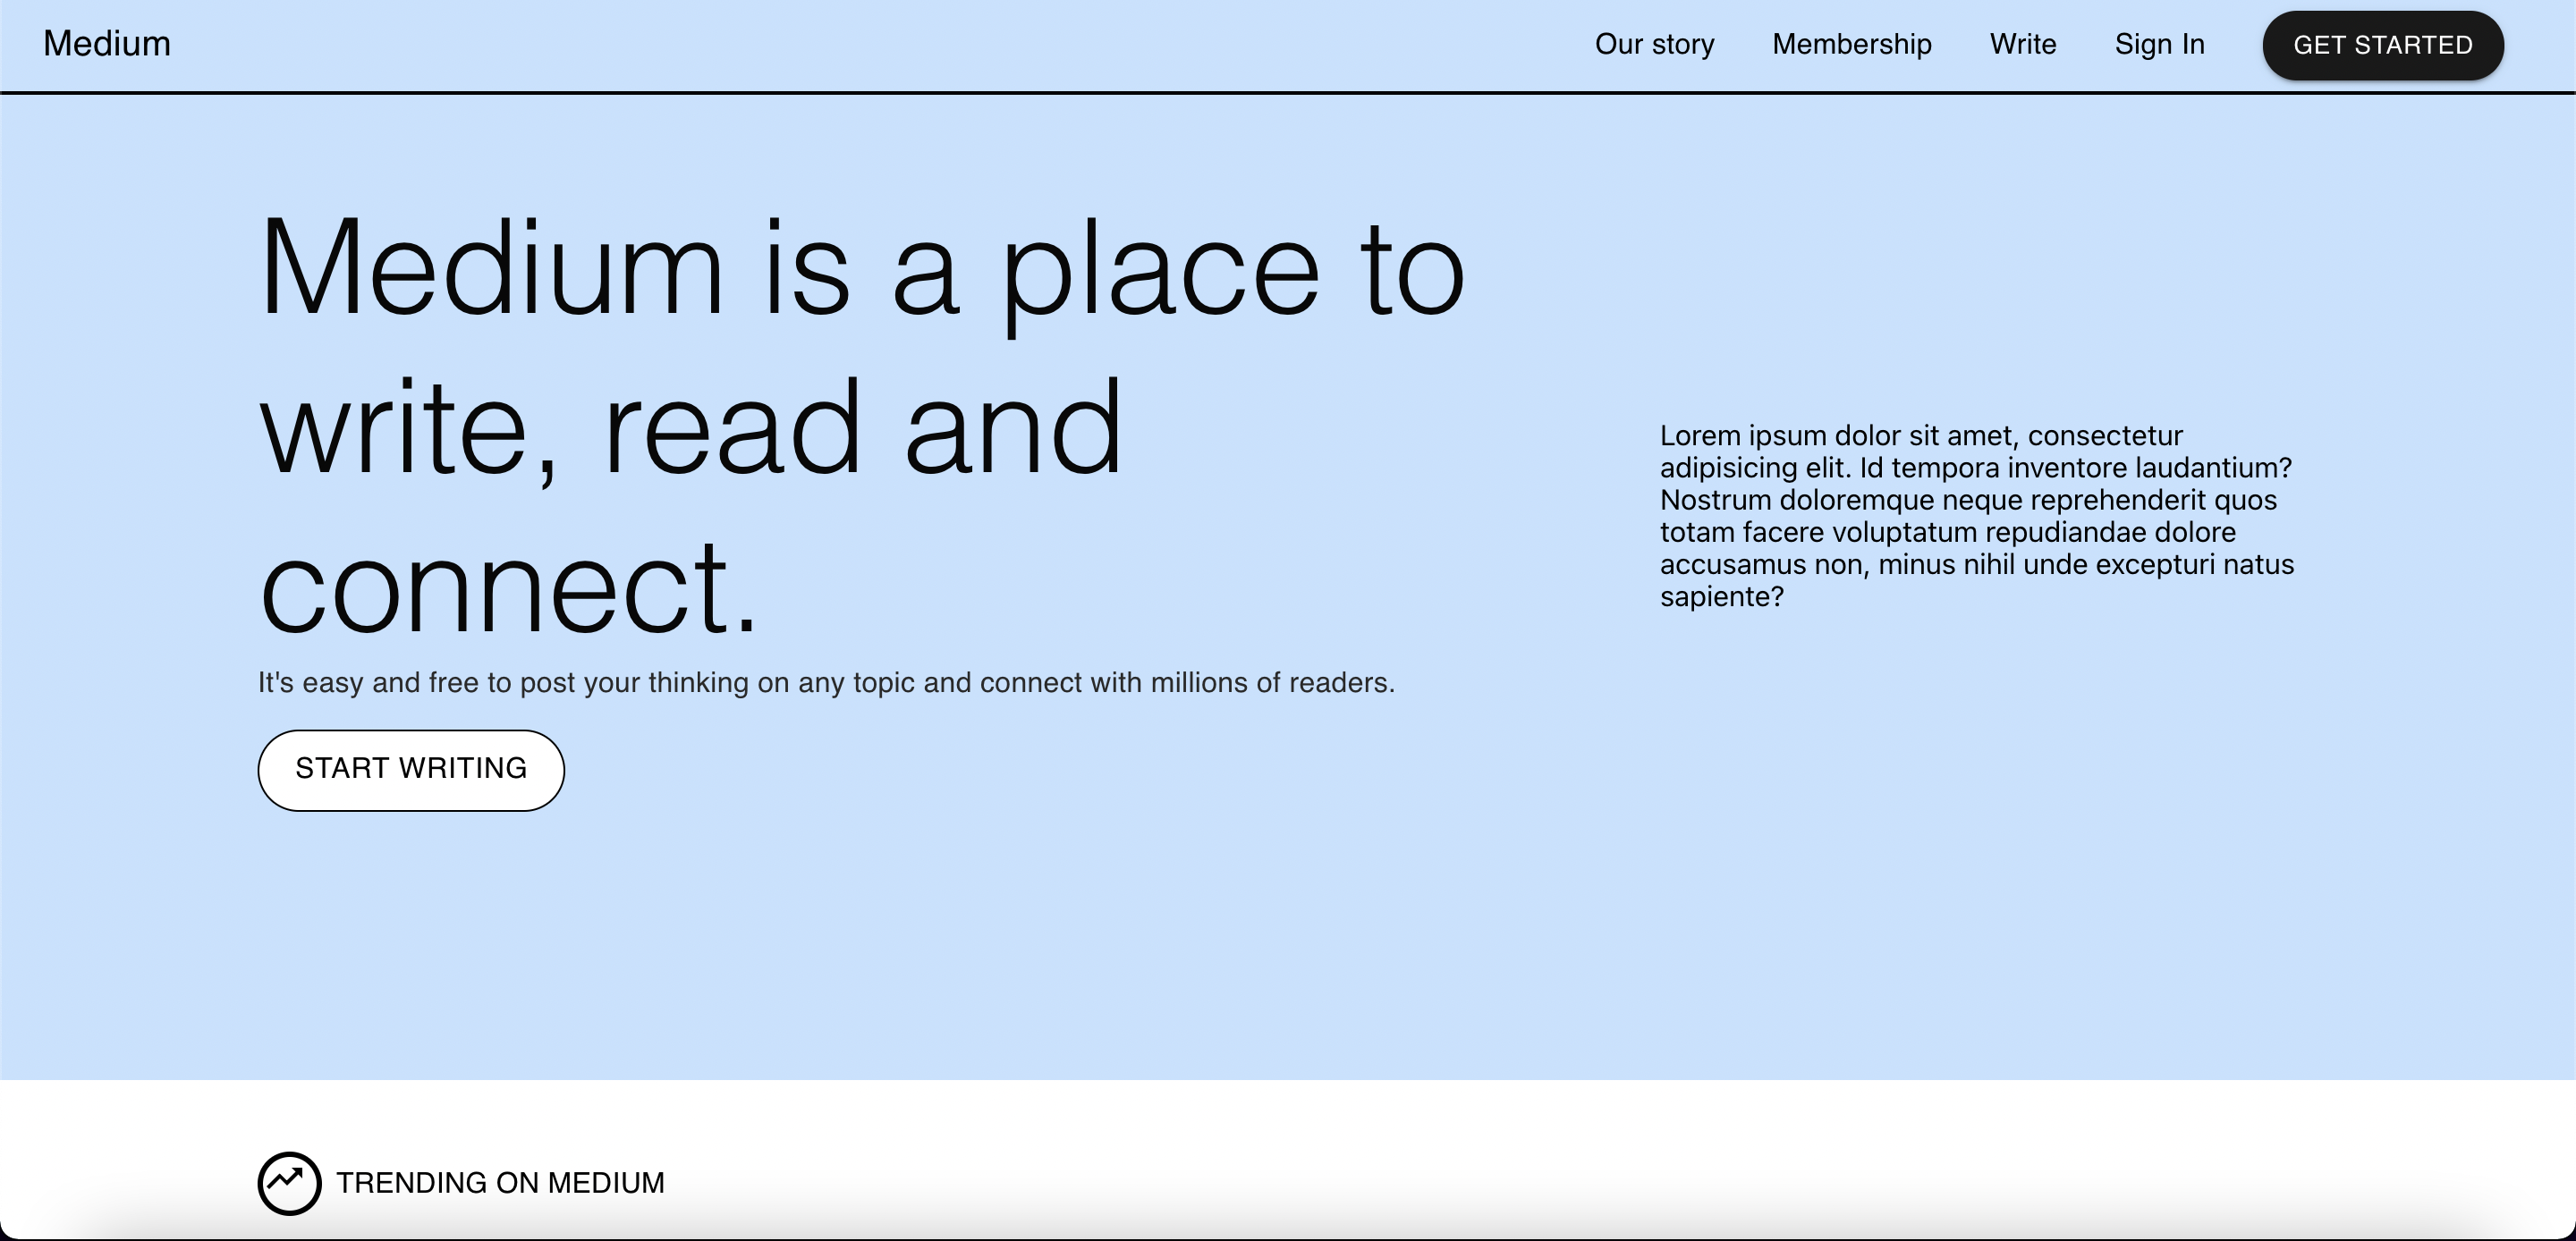 Medium
Our story
Membership
Write
Sign In
GET STARTED
Medium is a place to
write, read and
connect.
It's easy and free to post your thinking on any topic and connect with millions of readers.
START WRITING
Lorem ipsum dolor sit amet, consectetur
adipisicing elit. Id tempora inventore laudantium?
Nostrum doloremque neque reprehenderit quos
totam facere voluptatum repudiandae dolore
accusamus non, minus nihil unde excepturi natus
sapiente?
TRENDING ON MEDIUM